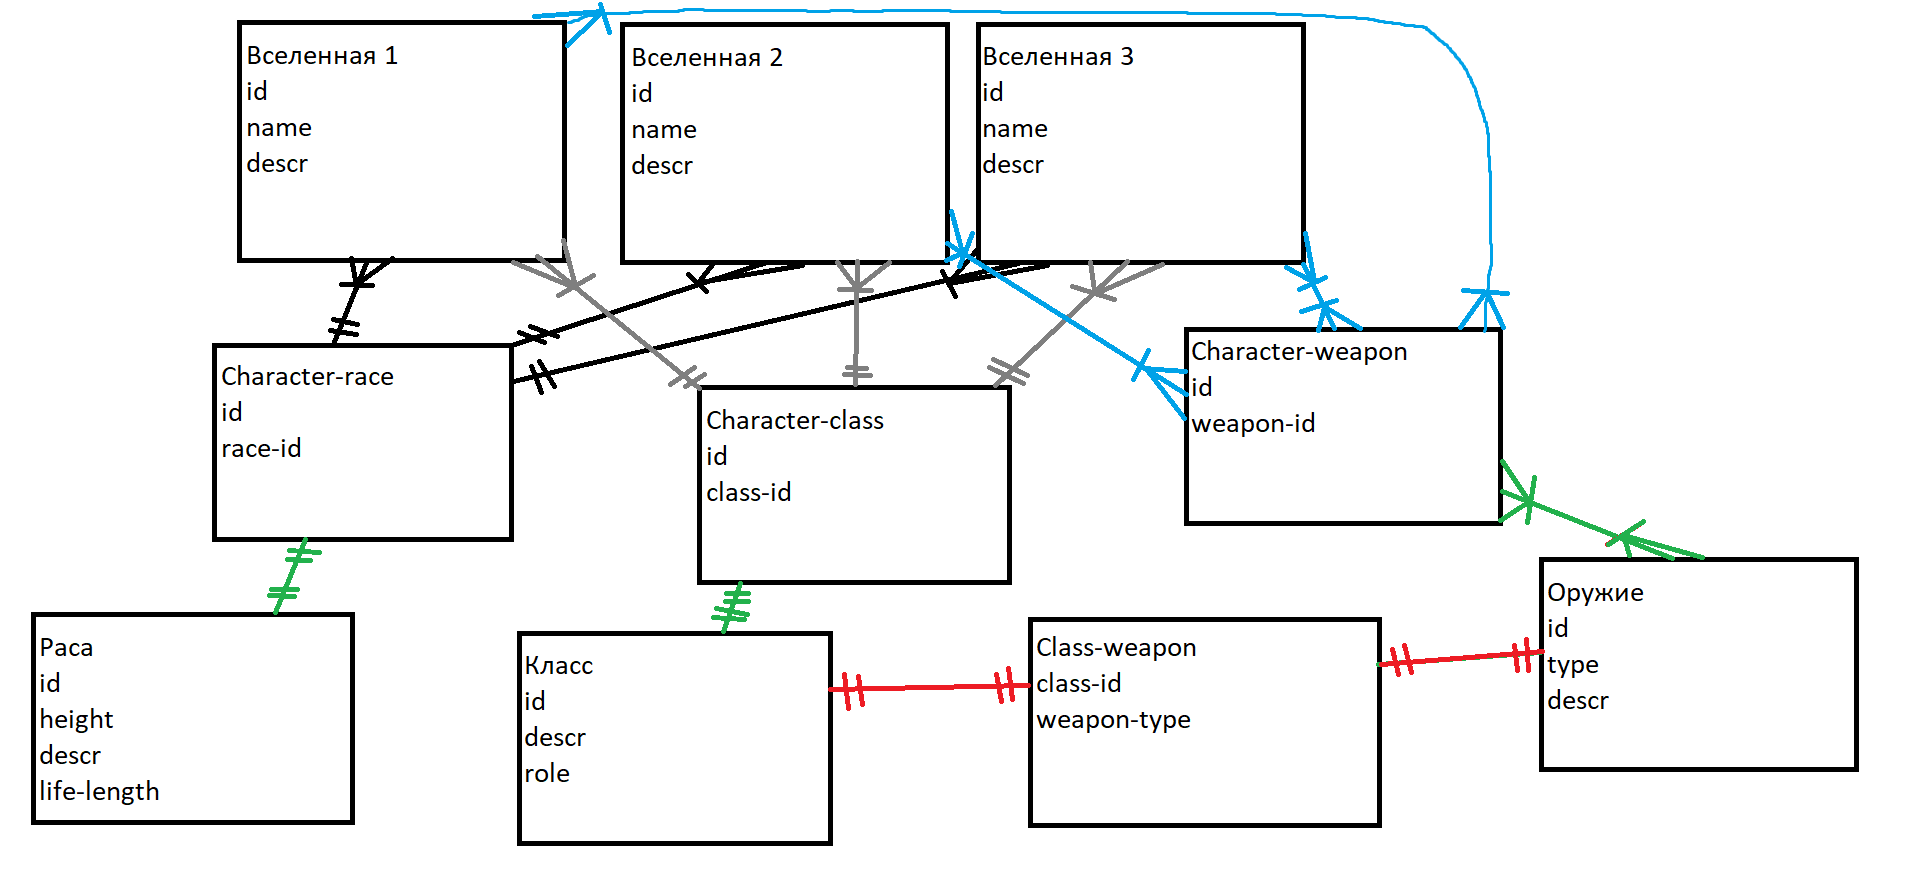 Вселенная 1
id
name
descr
Вселенная 2
id
name
descr
Вселенная 3
id
name
descr
Character-race
id
race-id
Character-class
id
class-id
Character-weapon
id
weapon-id
Раса
id
height
descr
life-length
Класс
id
descr
role
Class-weapon
class-id
weapon-type
Оружие
id
type
descr